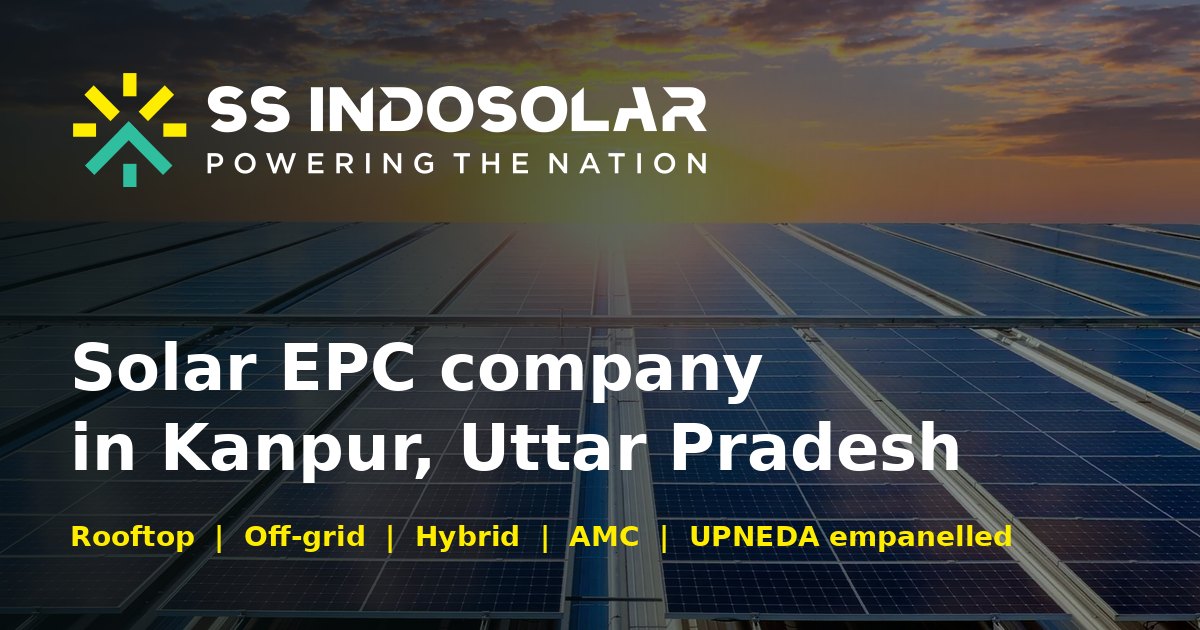 SS INDOSOLAR
POWERING THE NATION
Solar EPC company
in Kanpur, Uttar Pradesh
Rooftop | Off-grid | Hybrid | AMC | UPNEDA empanelled